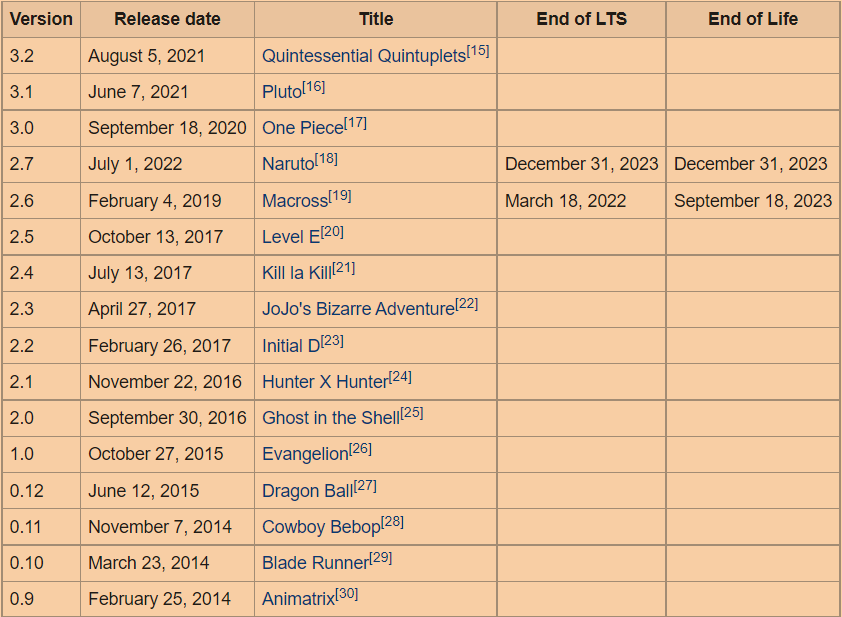 Version Release date Title End of LTS End of Life
3.2 August 5, 2021 Quintessential Quintuplets[15]
3.1 June 7, 2021 Pluto[16]
3.0 September 18, 2020 One Piece[17]
2.7 July 1, 2022 Naruto[18] December 31, 2023 December 31, 2023
2.6 February 4, 2019 Macross[19] March 18, 2022 September 18, 2023
2.5 October 13, 2017 Level E[20]
2.4 July 13, 2017 Kill la Kill[21]
2.3 April 27, 2017 JoJo's Bizarre Adventure[22]
2.2 February 26, 2017 Initial D[23]
2.1 November 22, 2016 Hunter X Hunter[24]
2.0 September 30, 2016 Ghost in the Shell[25]
1.0 October 27, 2015 Evangelion[26]
0.12 June 12, 2015 Dragon Ball[27]
0.11 November 7, 2014 Cowboy Bebop[28]
0.10 March 23, 2014 Blade Runner[29]
0.9 February 25, 2014 Animatrix[30]